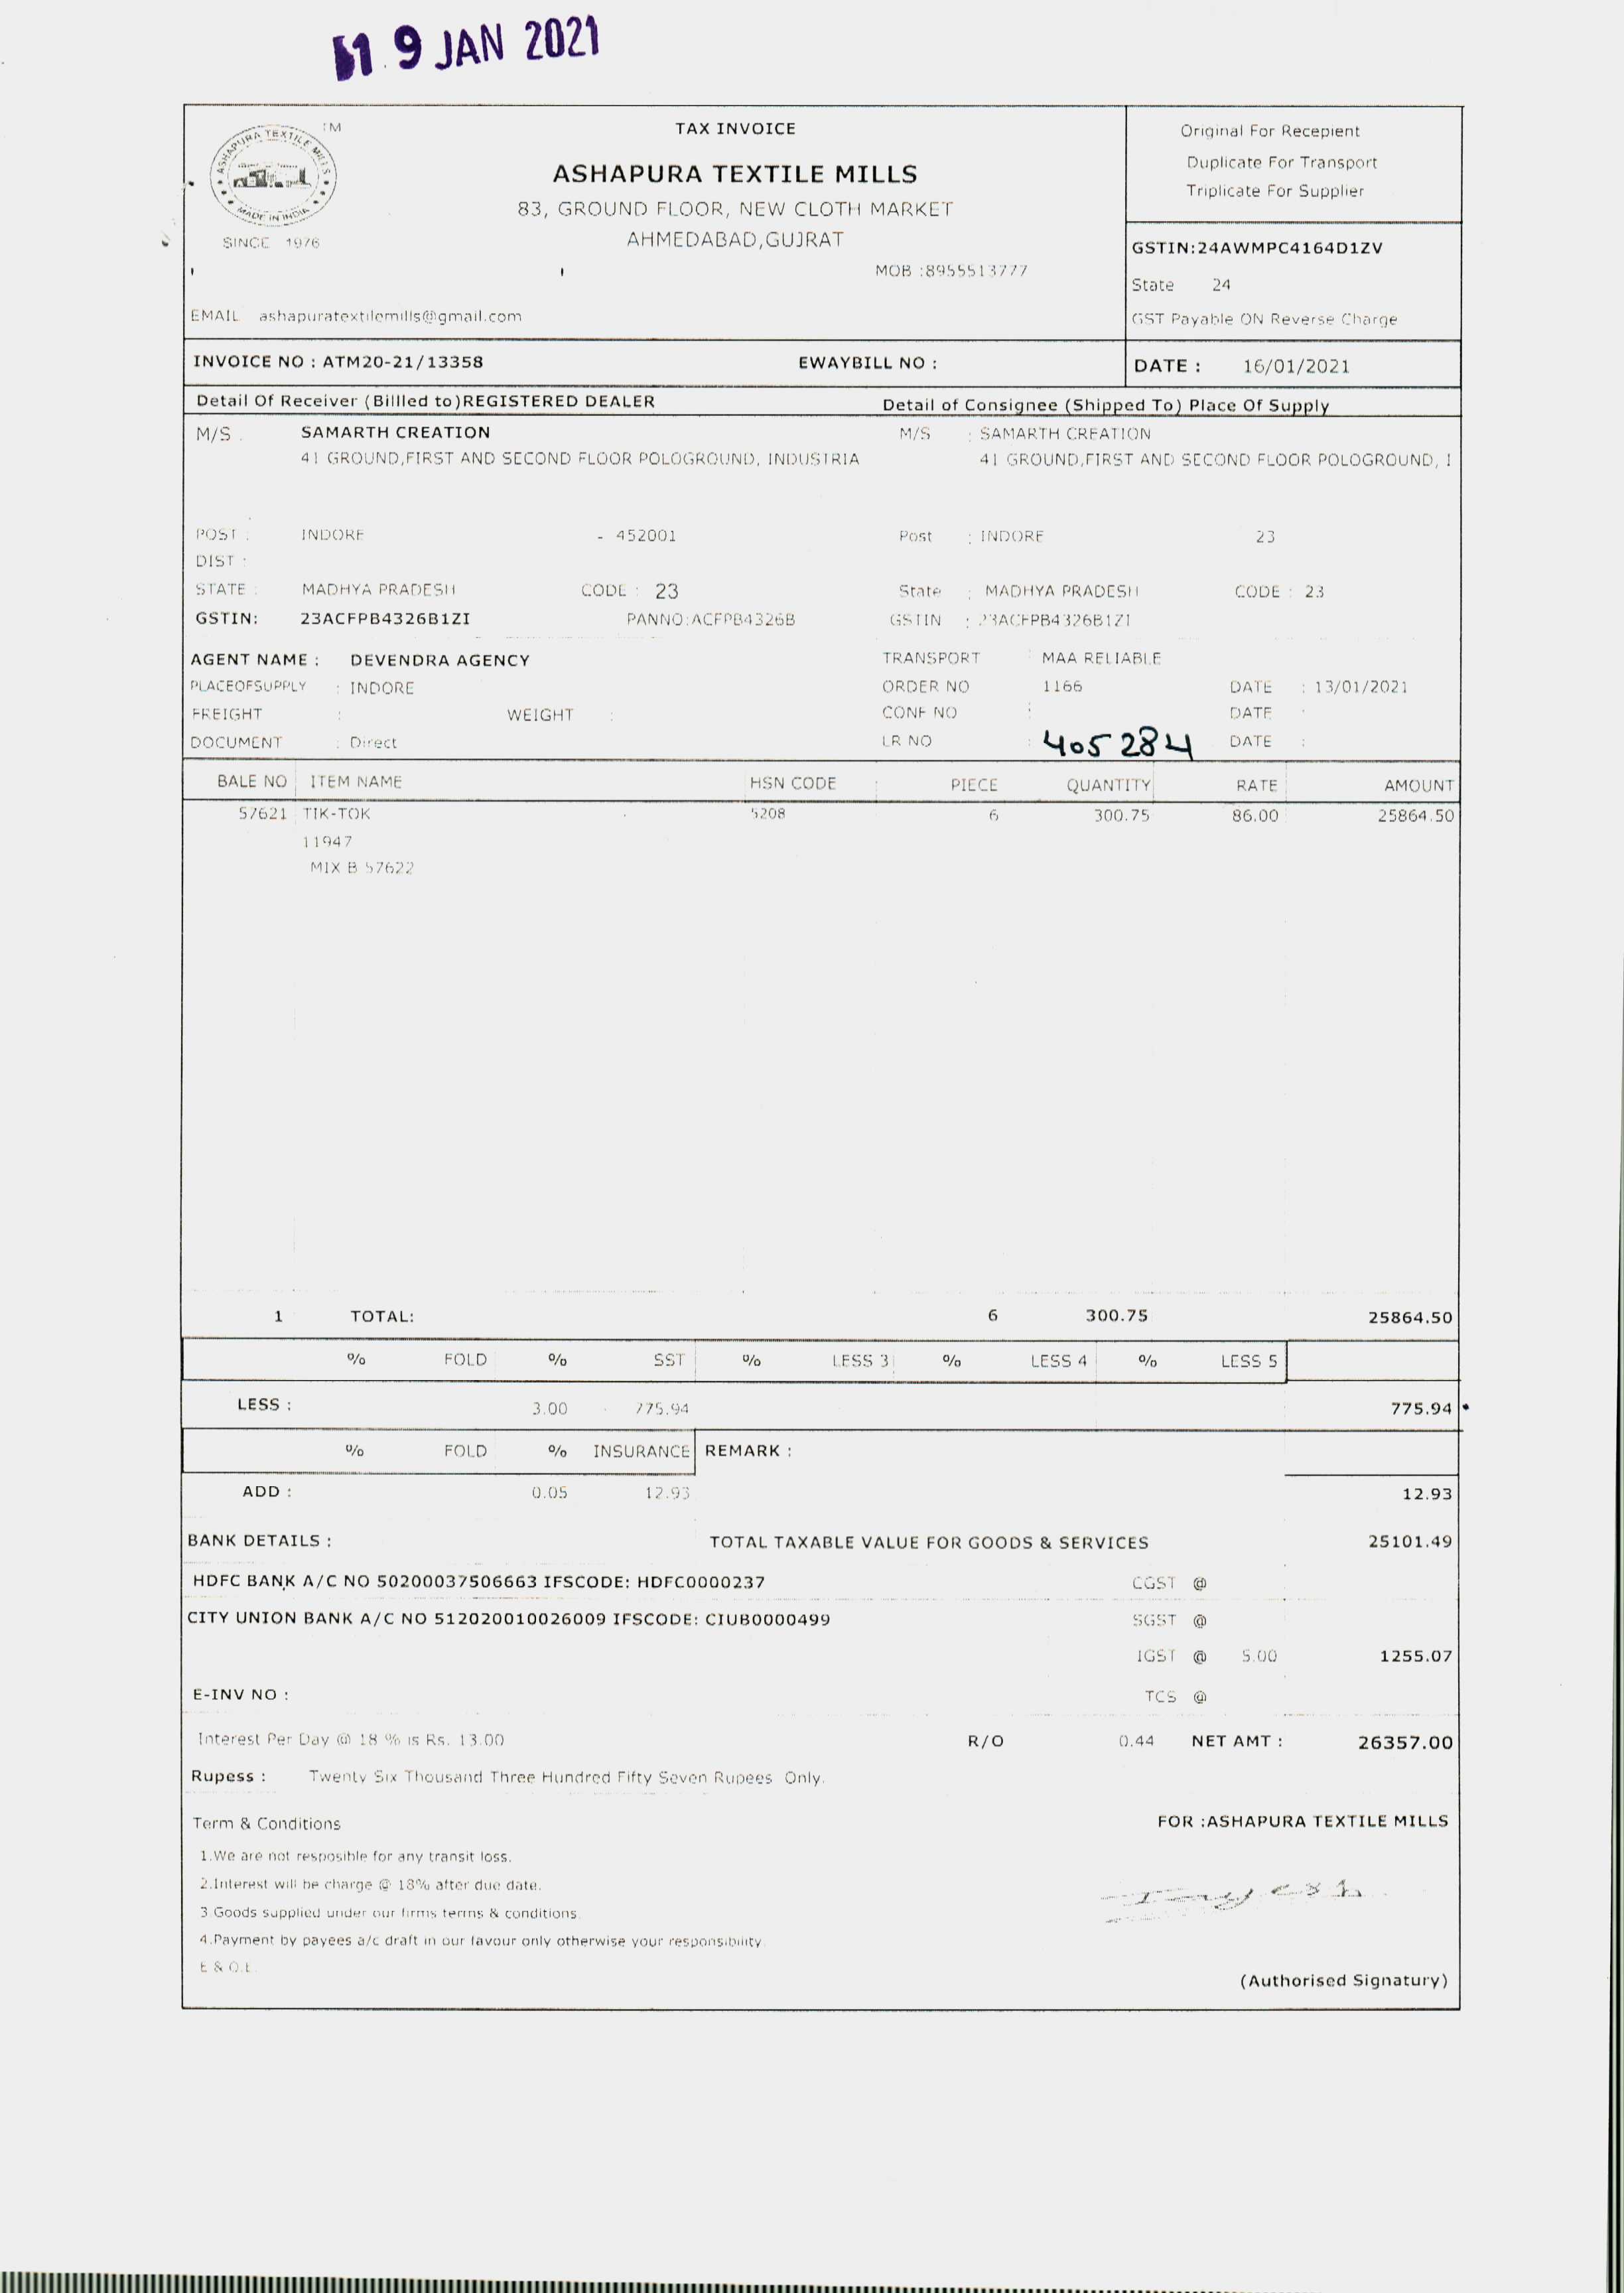 19 JAN 2021
ASHAPURA TEXTILE MILLS
MADE IN INDIA
TM
SINCE 1976
TAX INVOICE
ASHAPURA TEXTILE MILLS
83, GROUND FLOOR, NEW CLOTH MARKET
AHMEDABAD,GUJRAT
MOB :8955513777
EMAIL ashapuratextilemills@gmail.com
Original For Recepient
Duplicate For Transport
Triplicate For Supplier
GSTIN:24AWMPC4164D1ZV
State 24
GST Payable ON Reverse Charge
INVOICE NO : ATM20-21/13358 EWAYBILL NO : DATE : 16/01/2021
Detail Of Receiver (Billled to)REGISTERED DEALER Detail of Consignee (Shipped To) Place Of Supply
M/S . SAMARTH CREATION M/S : SAMARTH CREATION
41 GROUND,FIRST AND SECOND FLOOR POLOGROUND, INDUSTRIA 41 GROUND,FIRST AND SECOND FLOOR POLOGROUND, I
POST : INDORE - 452001 Post : INDORE 23
DIST :
STATE : MADHYA PRADESH CODE : 23 State : MADHYA PRADESH CODE : 23
GSTIN: 23ACFPB4326B1ZI PANNO:ACFPB4326B GSTIN : 23ACFPB4326B1ZI
AGENT NAME : DEVENDRA AGENCY TRANSPORT : MAA RELIABLE
PLACEOFSUPPLY : INDORE ORDER NO 1166 DATE : 13/01/2021
FREIGHT : WEIGHT : CONF NO : DATE :
DOCUMENT : Direct LR NO : 405284 DATE :
BALE NO ITEM NAME HSN CODE PIECE QUANTITY RATE AMOUNT
57621 TIK-TOK 5208 6 300.75 86.00 25864.50
11947
MIX B 57622
1 TOTAL: 6 300.75 25864.50
% FOLD % SST % LESS 3 % LESS 4 % LESS 5
LESS : 3.00 775.94 775.94
% FOLD % INSURANCE REMARK :
ADD : 0.05 12.93 12.93
BANK DETAILS : TOTAL TAXABLE VALUE FOR GOODS & SERVICES 25101.49
HDFC BANK A/C NO 50200037506663 IFSCODE: HDFC0000237 CGST @
CITY UNION BANK A/C NO 512020010026009 IFSCODE: CIUB0000499 SGST @
IGST @ 5.00 1255.07
E-INV NO : TCS @
Interest Per Day @ 18 % is Rs. 13.00 R/O 0.44 NET AMT : 26357.00
Rupess : Twenty Six Thousand Three Hundred Fifty Seven Rupees Only.
Term & Conditions FOR :ASHAPURA TEXTILE MILLS
1.We are not resposible for any transit loss.
2.Interest will be charge @ 18% after due date.
3.Goods supplied under our firms terms & conditions.
4.Payment by payees a/c draft in our favour only otherwise your responsibility.
E & O.E.
(Authorised Signatury)